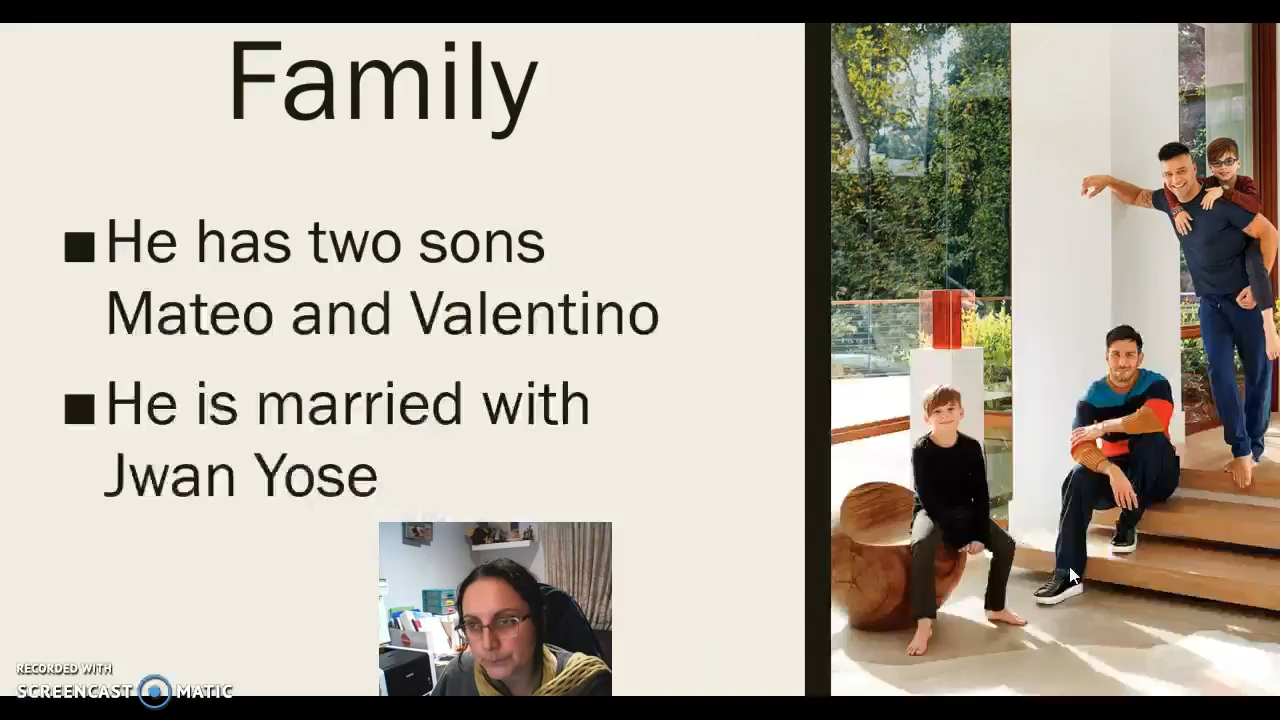 Family
■ He has two sons
Mateo and Valentino
■ He is married with
Jwan Yose
RECORDED WITH
SCREENCAST MATIC